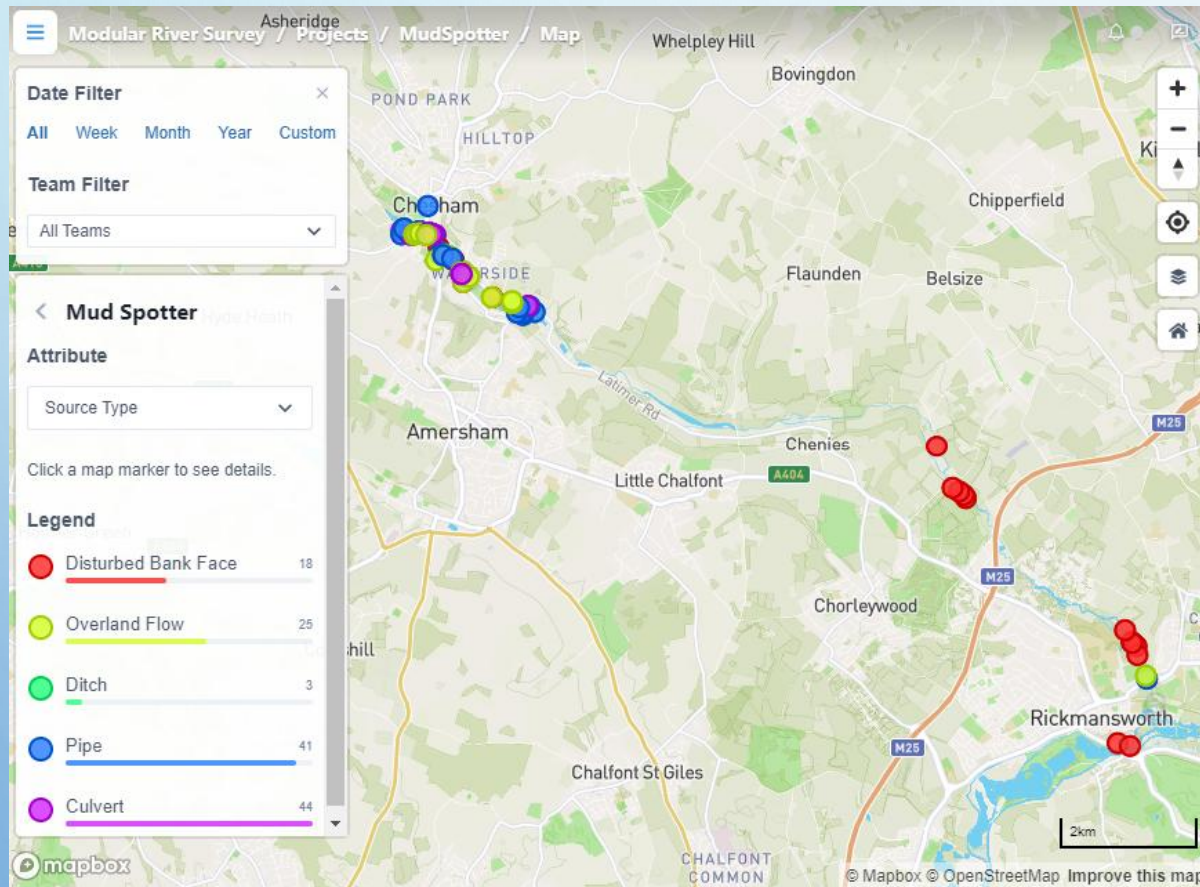 Asheridge
Modular River Survey / Projects / MudSpotter / Map
Whelpley Hill
Bovingdon
Date Filter
All Week Month Year Custom
Team Filter
All Teams
POND PARK
HILLTOP
Chipperfield
Flaunden
Belsize
Mud Spotter
Hyde Heath
Attribute
Source Type
Click a map marker to see details.
Legend
Disturbed Bank Face 18
Overland Flow 25
Ditch 3
Pipe 41
Culvert 44
Latimer Rd
Amersham
Chenies
Little Chalfont
A404
M25
M25
Chorleywood
Rickmansworth
M25
Chalfont St Giles
2km
CHALFONT
COMMON
mapbox
© Mapbox © OpenStreetMap Improve this map